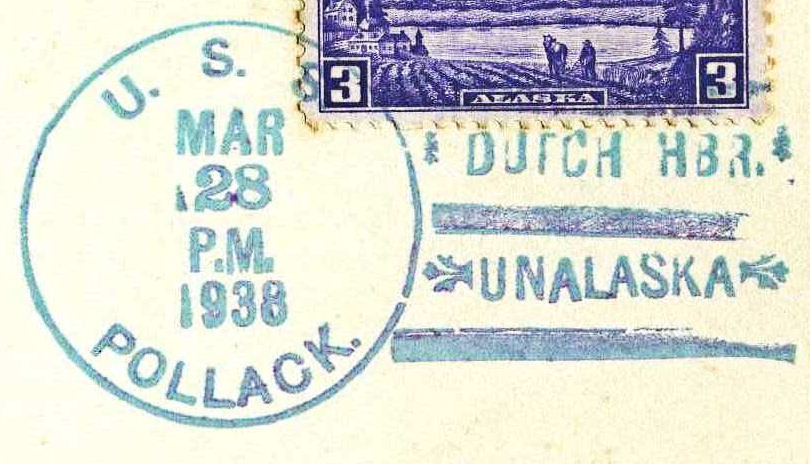 U. S. S.
MAR
28
P.M.
1938
POLLACK.
3 ALASKA 3
DUTCH HBR.
UNALASKA